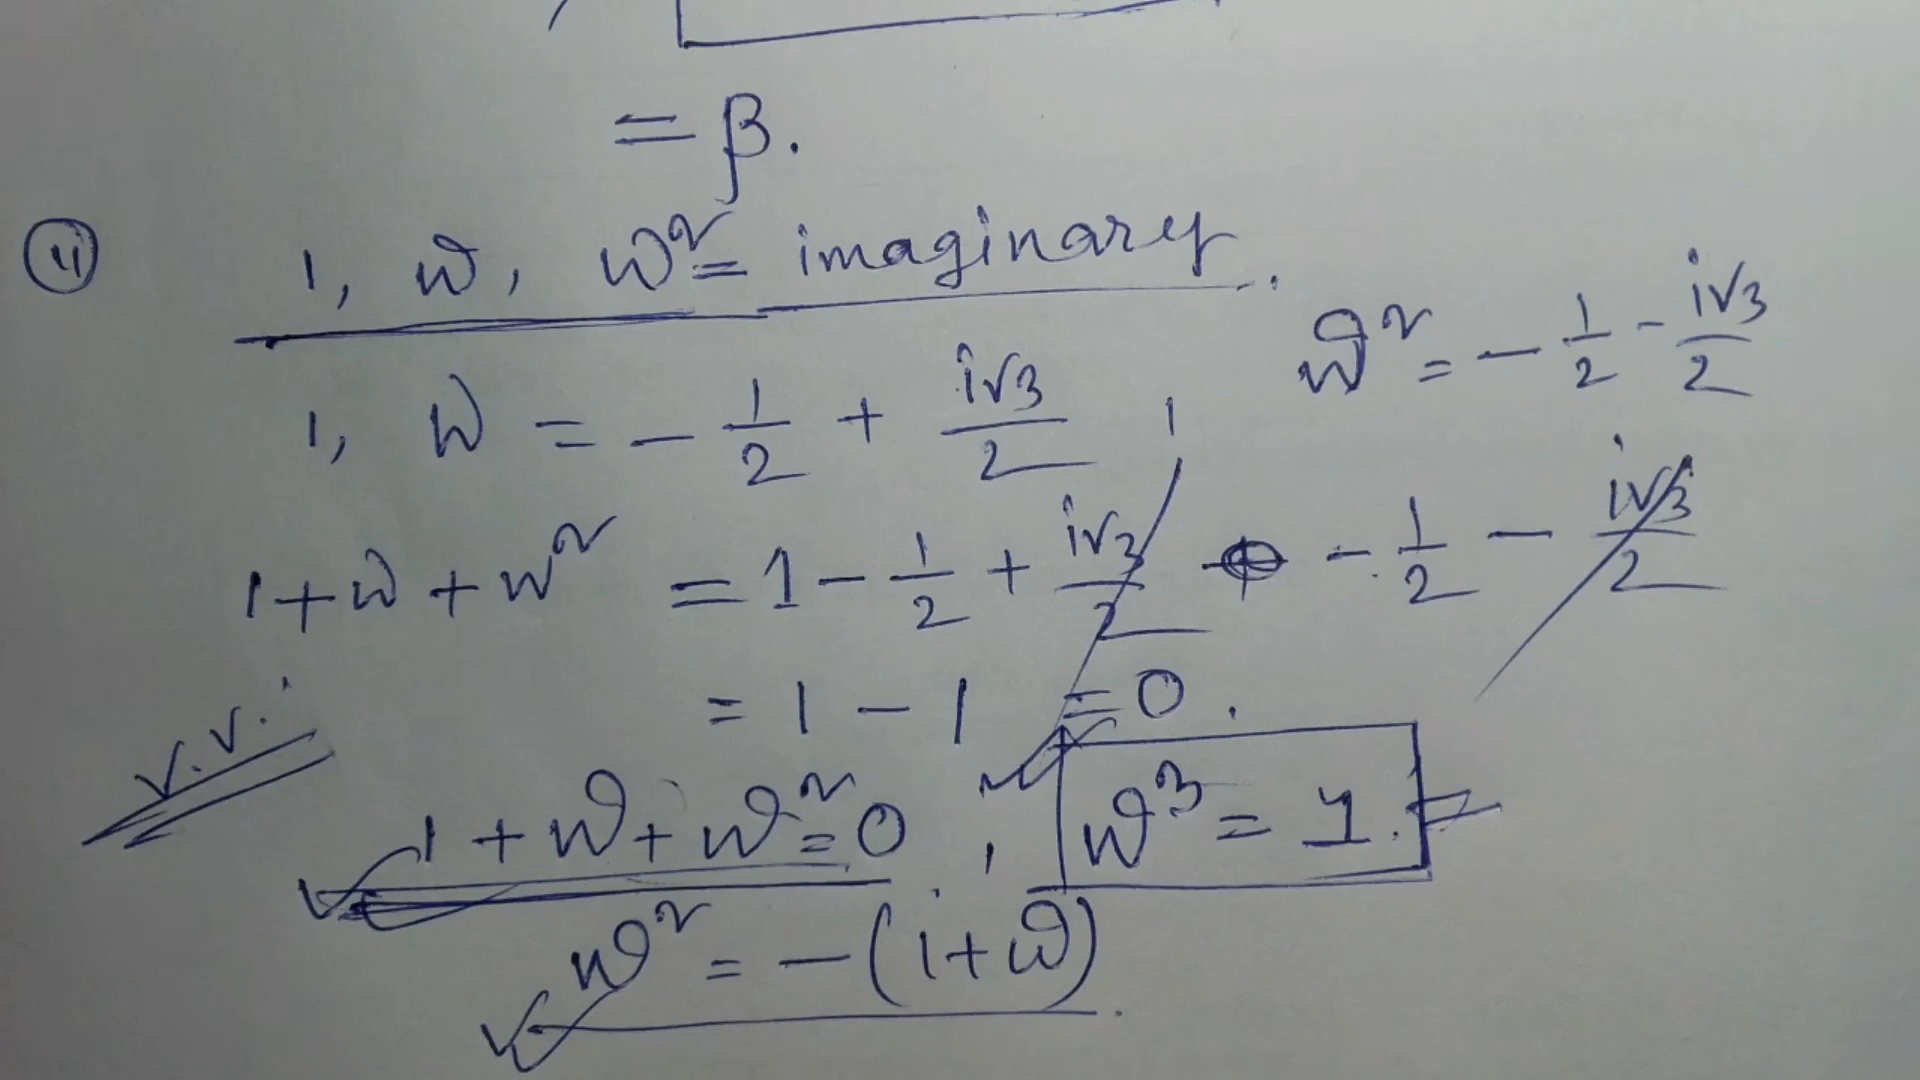 = β.
(11) 1, ω, ω² = imaginary.
1, ω = - 1/2 + i√3/2 , ω² = - 1/2 - i√3/2
1 + ω + ω² = 1 - 1/2 + i√3/2 - 1/2 - i√3/2
= 1 - 1 = 0.
V.V.
1 + ω + ω² = 0 , ω³ = 1.
ω² = -(1+ω).